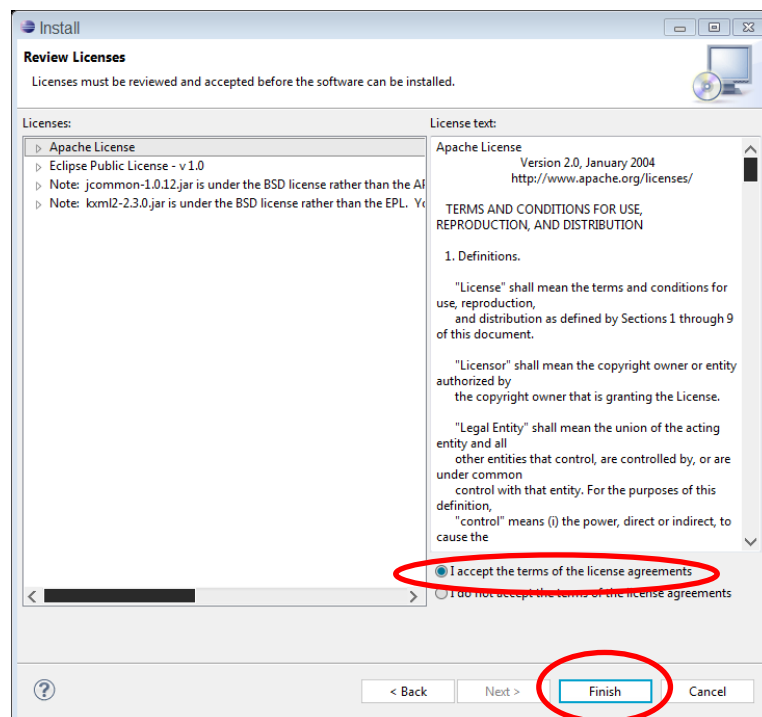 Install
Review Licenses
Licenses must be reviewed and accepted before the software can be installed.
Licenses:
Apache License
Eclipse Public License - v 1.0
Note: jcommon-1.0.12.jar is under the BSD license rather than the
Note: kxml2-2.3.0.jar is under the BSD license rather than the EPL.
License text:
Apache License
Version 2.0, January 2004
http://www.apache.org/licenses/
TERMS AND CONDITIONS FOR USE,
REPRODUCTION, AND DISTRIBUTION
1. Definitions.
"License" shall mean the terms and conditions for
use, reproduction,
and distribution as defined by Sections 1 through 9
of this document.
"Licensor" shall mean the copyright owner or entity
authorized by
the copyright owner that is granting the License.
"Legal Entity" shall mean the union of the acting
entity and all
other entities that control, are controlled by, or are
under common
control with that entity. For the purposes of this
definition,
"control" means (i) the power, direct or indirect, to
cause the
I accept the terms of the license agreements
I do not accept the terms of the license agreements
?
< Back
Next >
Finish
Cancel